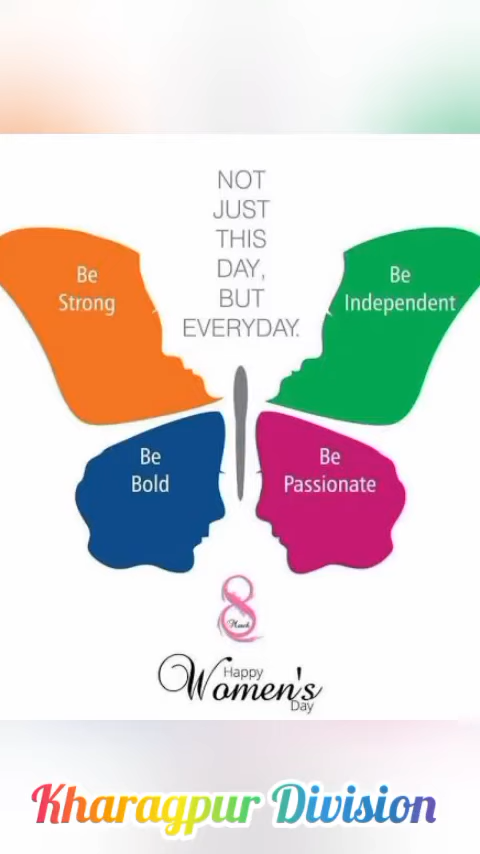 NOT
JUST
THIS
DAY,
BUT
EVERYDAY.
Be
Strong
Be
Independent
Be
Bold
Be
Passionate
8
March
Happy
Women's
Day
Kharagpur Division